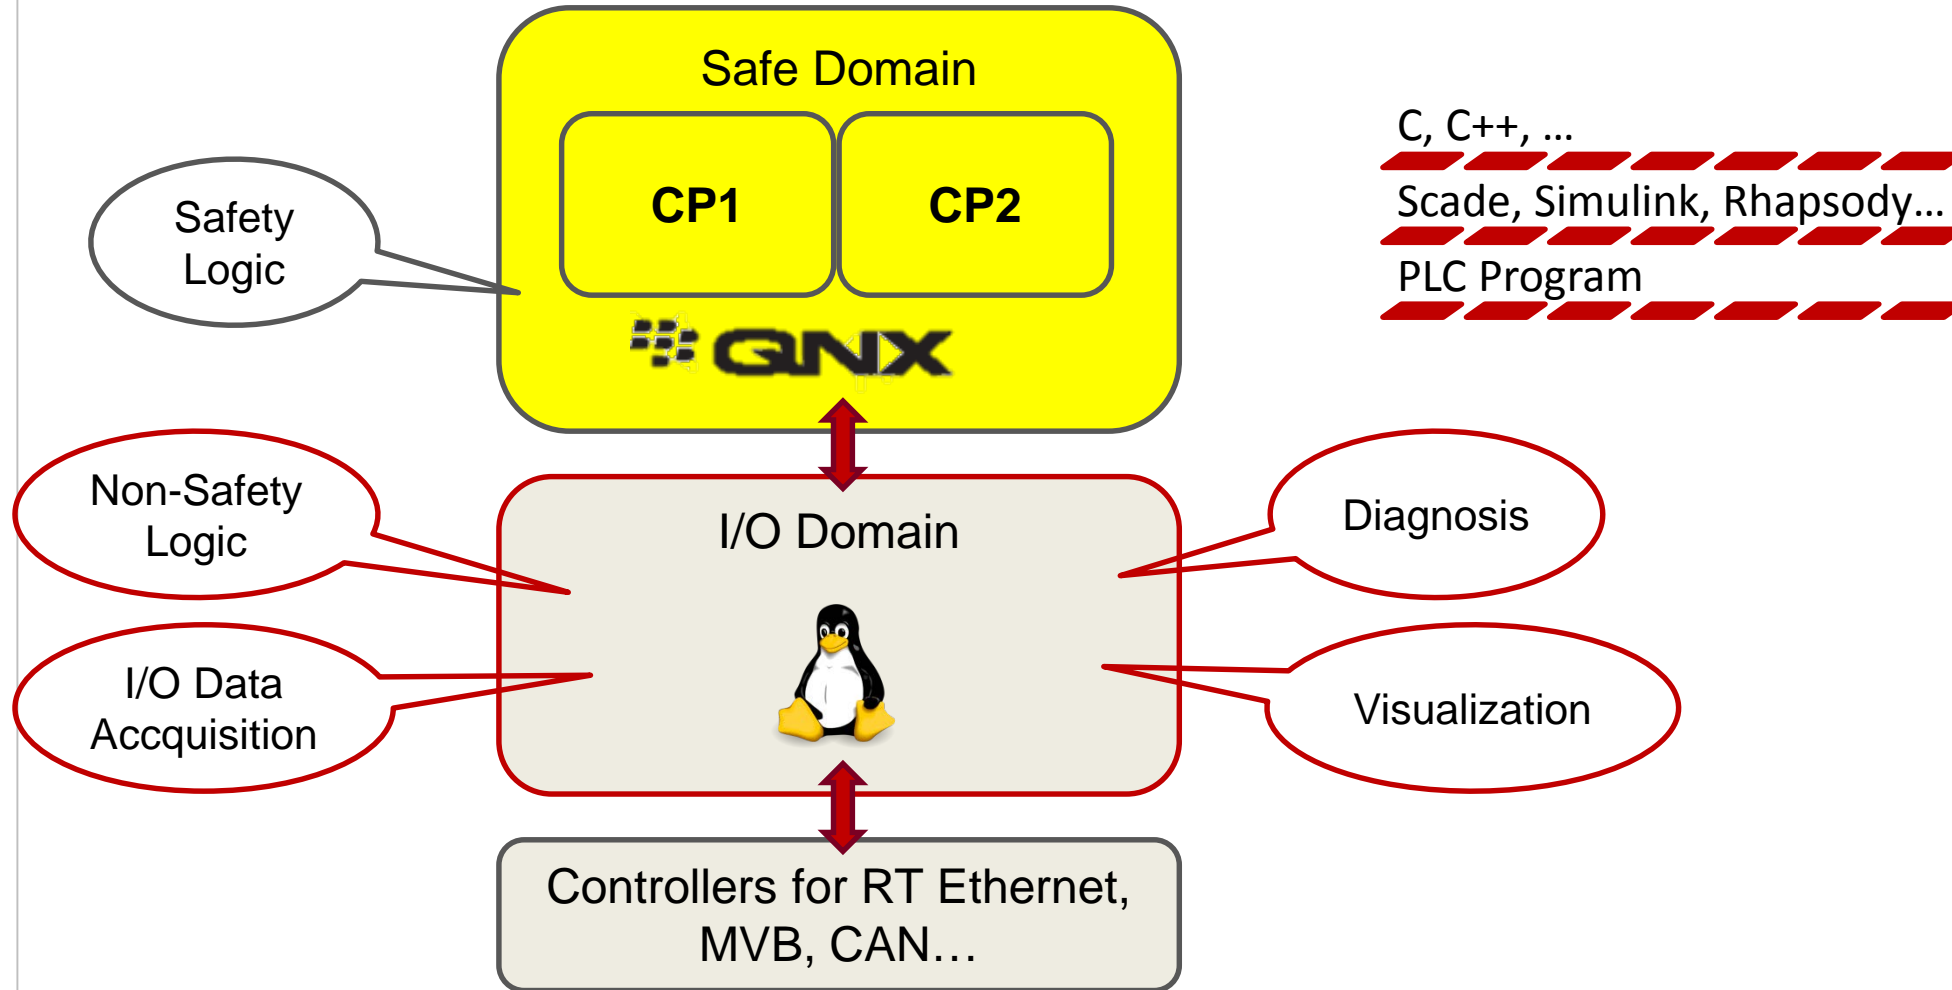 Safe Domain
CP1
CP2
QNX
Safety
Logic
C, C++, ...
Scade, Simulink, Rhapsody...
PLC Program
Non-Safety
Logic
I/O Domain
Diagnosis
I/O Data
Accquisition
Visualization
Controllers for RT Ethernet,
MVB, CAN...